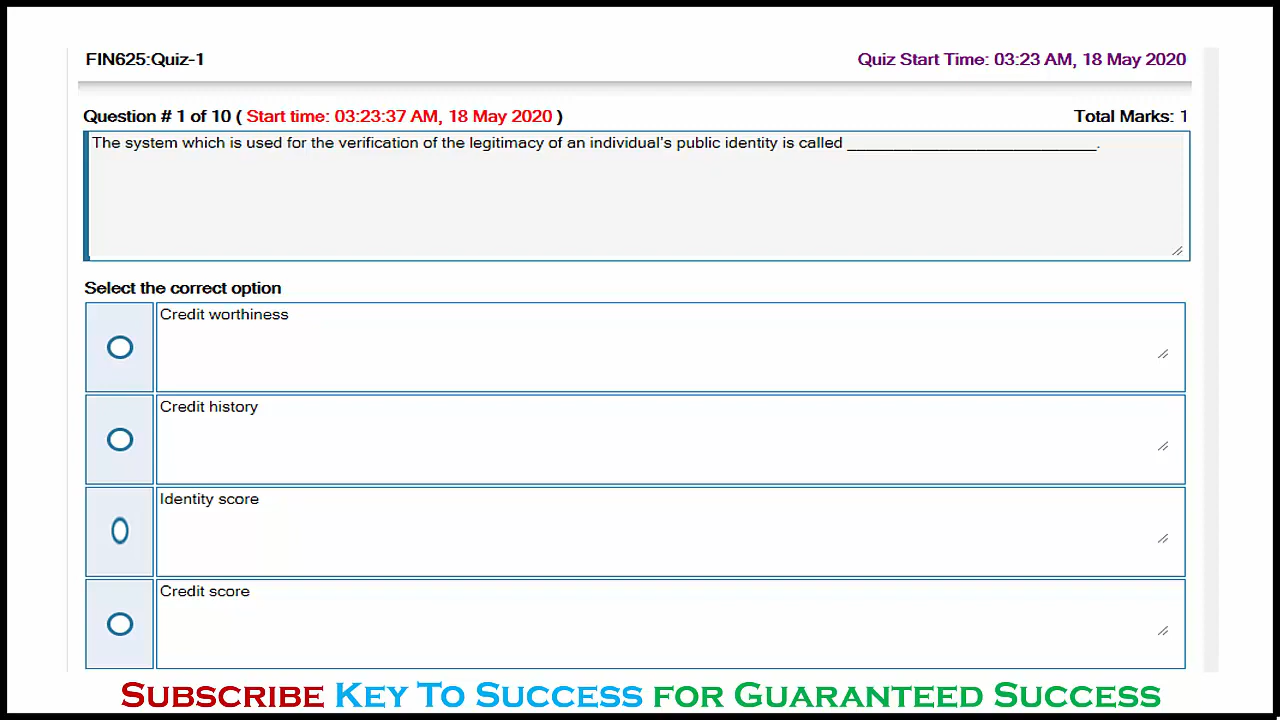 FIN625:Quiz-1
Quiz Start Time: 03:23 AM, 18 May 2020
Question # 1 of 10 ( Start time: 03:23:37 AM, 18 May 2020 )
Total Marks: 1
The system which is used for the verification of the legitimacy of an individual's public identity is called ______________________________.
Select the correct option
Credit worthiness
Credit history
Identity score
Credit score
Subscribe Key To Success for Guaranteed Success